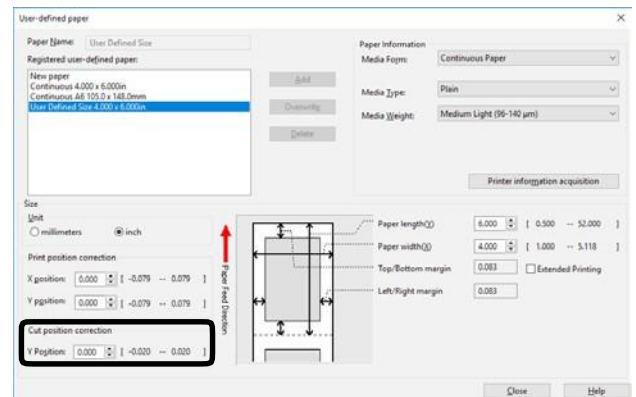 User-defined paper
Paper Name: User Defined Size
Registered user-defined paper:
New paper
Continuous 4.000 x 6.000in
Continuous A6 105.0 x 148.0mm
User Defined Size 4.000 x 6.000in
Add
Overwrite
Delete
Paper Information
Media Form: Continuous Paper
Media Type: Plain
Media Weight: Medium Light (96-140 μm)
Printer information acquisition
Size
Unit
millimeters inch
Print position correction
X position: 0.000 [ -0.079 -- 0.079 ]
Y position: 0.000 [ -0.079 -- 0.079 ]
Cut position correction
Y Position: 0.000 [ -0.020 -- 0.020 ]
Paper Feed Direction
Paper length(Y) 6.000 [ 0.500 -- 52.000 ]
Paper width(X) 4.000 [ 1.000 -- 5.118 ]
Top/Bottom margin 0.083 Extended Printing
Left/Right margin 0.083
Close Help